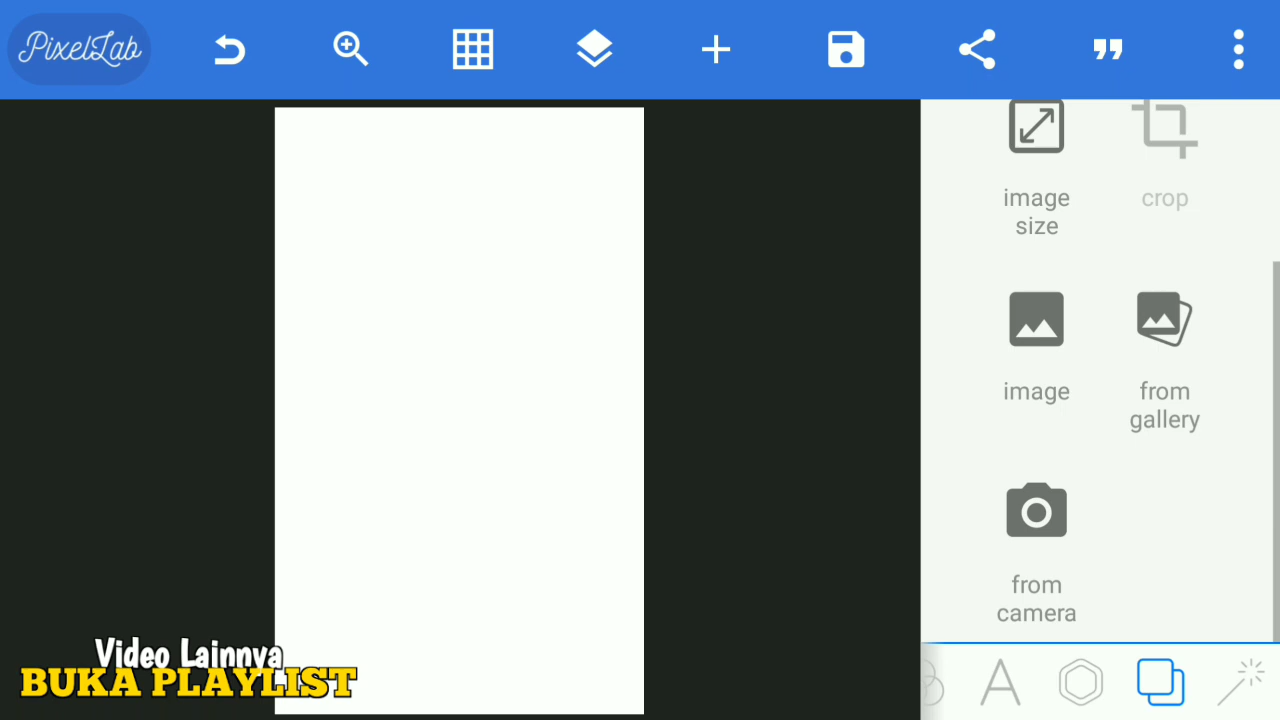 PixelLab
image
size
crop
image
from
gallery
from
camera
Video Lainnya
BUKA PLAYLIST